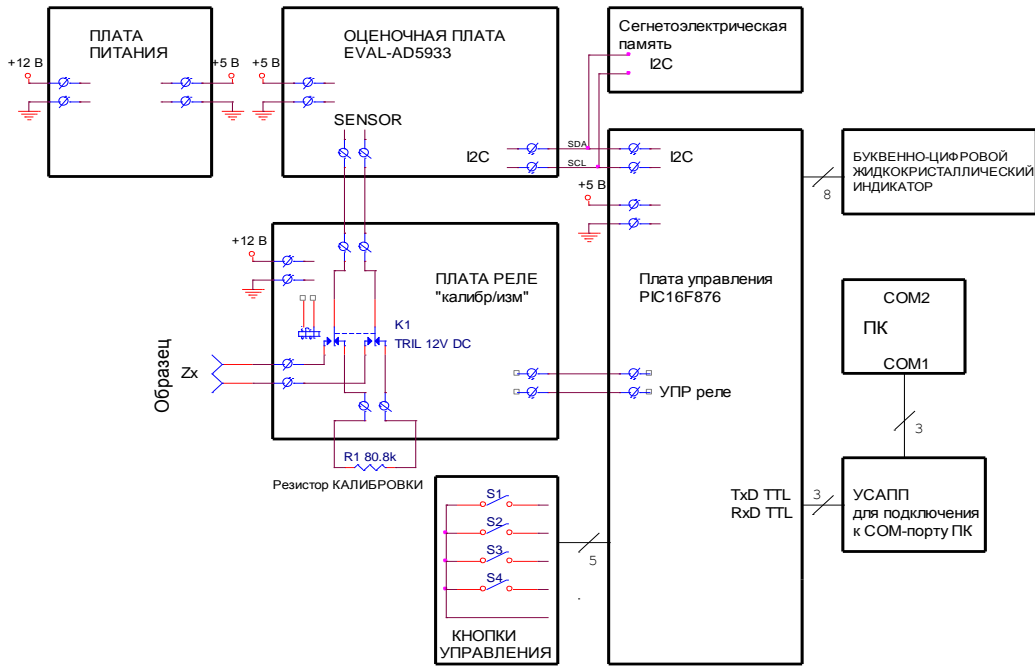 ПЛАТА
ПИТАНИЯ
+12 В
+5 В
ОЦЕНОЧНАЯ ПЛАТА
EVAL-AD5933
+5 В
SENSOR
I2C
SDA
SCL
Сегнетоэлектрическая
память
I2C
I2C
+5 В
Плата управления
PIC16F876
УПР реле
TxD TTL
RxD TTL
8
БУКВЕННО-ЦИФРОВОЙ
ЖИДКОКРИСТАЛЛИЧЕСКИЙ
ИНДИКАТОР
COM2
ПК
COM1
3
3
УСАПП
для подключения
к СОМ-порту ПК
+12 В
ПЛАТА РЕЛЕ
"калибр/изм"
K1
TRIL 12V DC
Образец
Zx
R1 80.8k
Резистор КАЛИБРОВКИ
S1
S2
S3
S4
5
КНОПКИ
УПРАВЛЕНИЯ